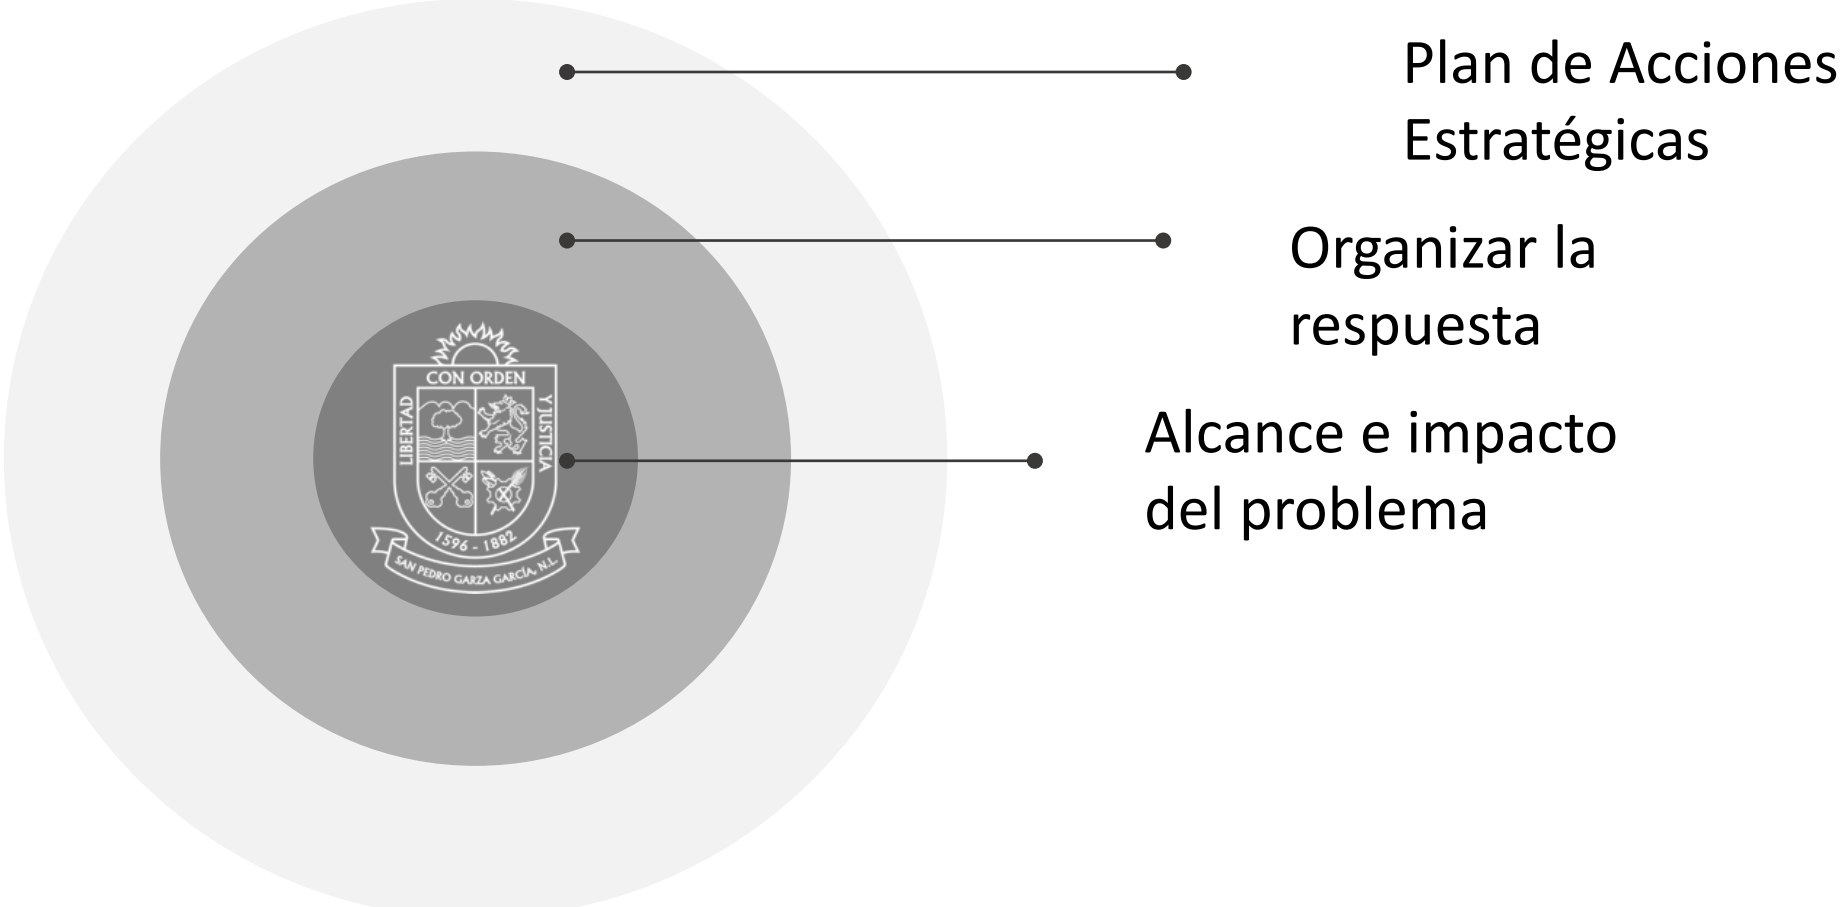 Plan de Acciones
Estratégicas
Organizar la
respuesta
Alcance e impacto
del problema
CON ORDEN
LIBERTAD
Y JUSTICIA
1596 - 1882
SAN PEDRO GARZA GARCÍA, N.L.